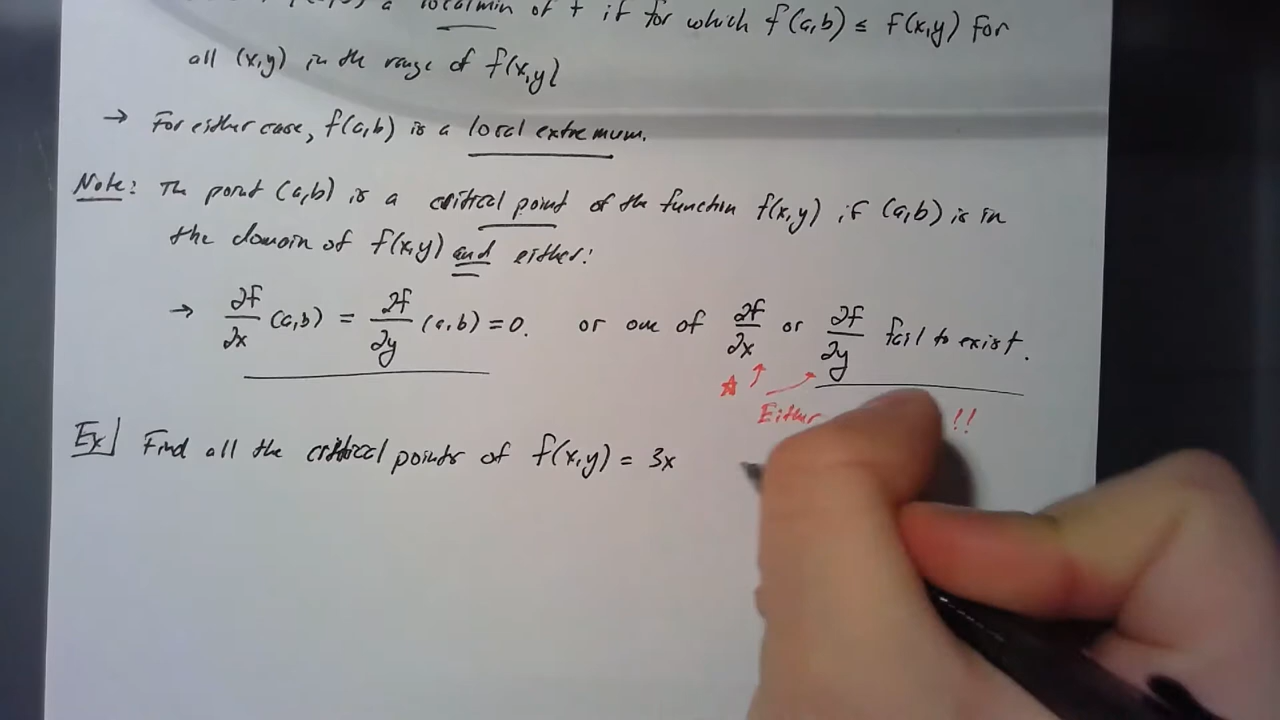 a local min of f if for which f(a,b) ≤ f(x,y) for
all (x,y) in the range of f(x,y)
→ For either case, f(a,b) is a local extremum.
Note: The point (a,b) is a critical point of the function f(x,y) if (a,b) is in
the domain of f(x,y) and either:
→ ∂f/∂x (a,b) = ∂f/∂y (a,b) = 0. or one of ∂f/∂x or ∂f/∂y fail to exist.
☆ Either !!
Ex] Find all the critical points of f(x,y) = 3x